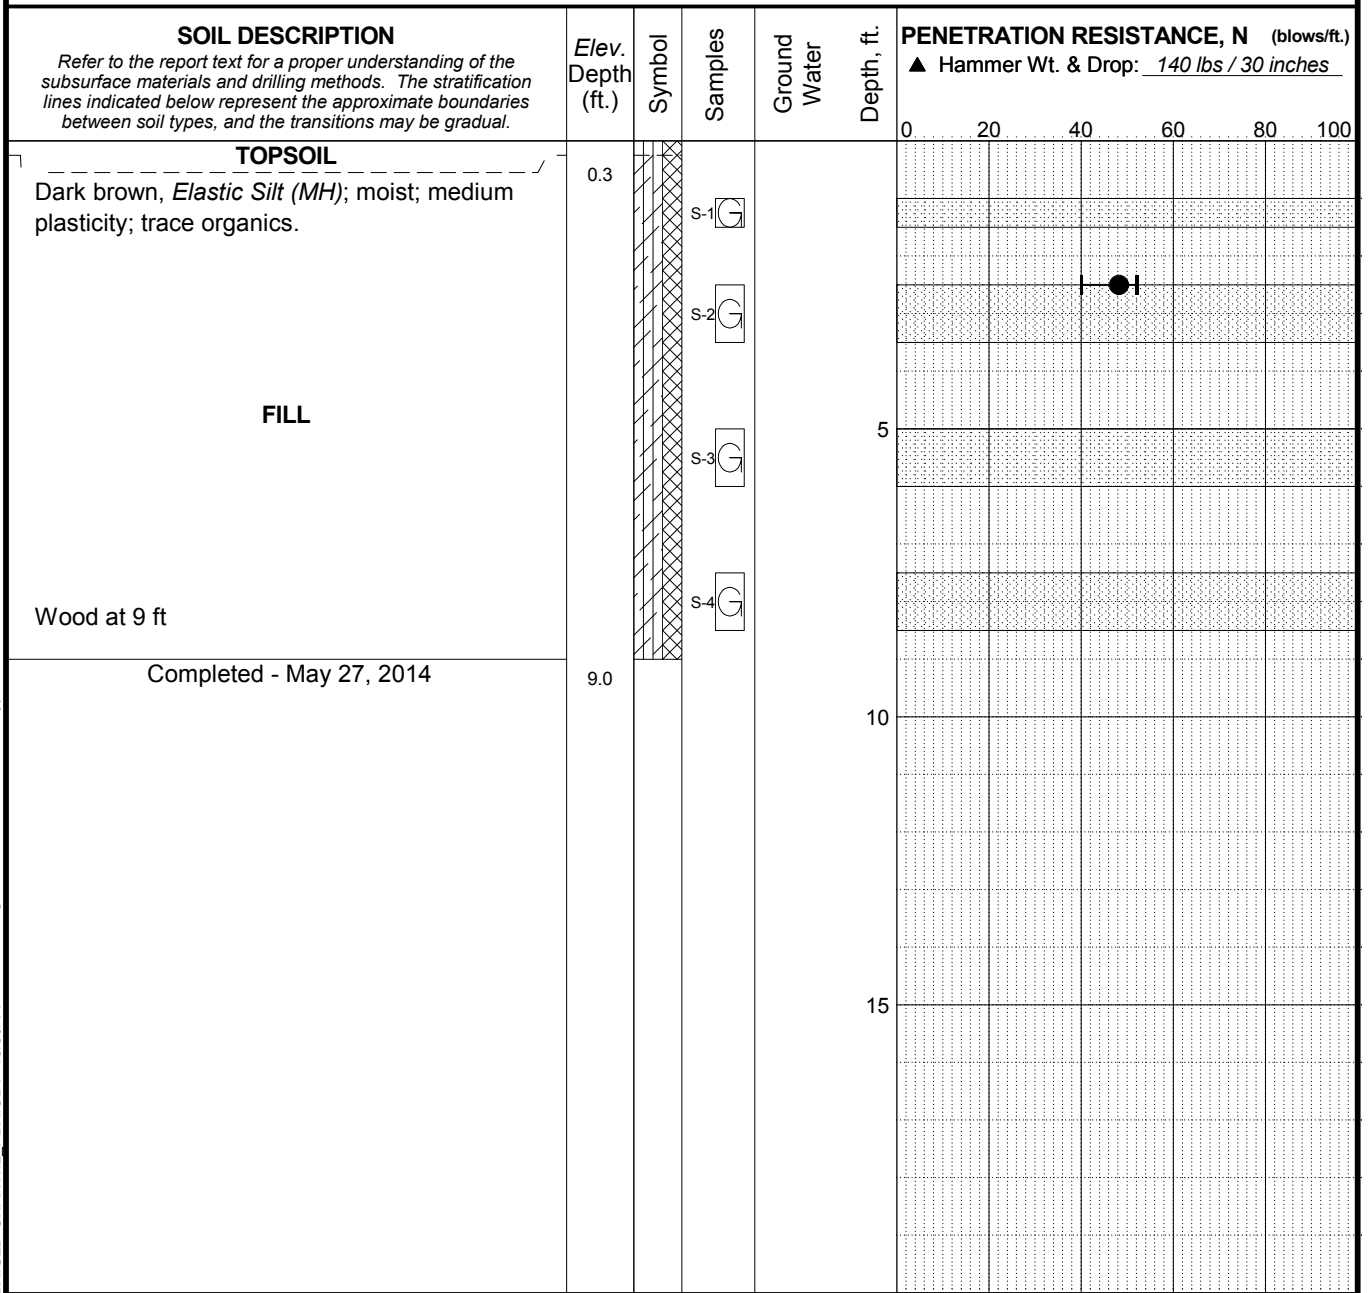 SOIL DESCRIPTION
Refer to the report text for a proper understanding of the
subsurface materials and drilling methods. The stratification
lines indicated below represent the approximate boundaries
between soil types, and the transitions may be gradual.
Elev.
Depth
(ft.)
Symbol
Samples
Ground
Water
Depth, ft.
PENETRATION RESISTANCE, N (blows/ft.)
▲ Hammer Wt. & Drop: 140 lbs / 30 inches
0 20 40 60 80 100
TOPSOIL
0.3
Dark brown, Elastic Silt (MH); moist; medium
plasticity; trace organics.
S-1 G
S-2 G
FILL
5
S-3 G
S-4 G
Wood at 9 ft
Completed - May 27, 2014
9.0
10
15